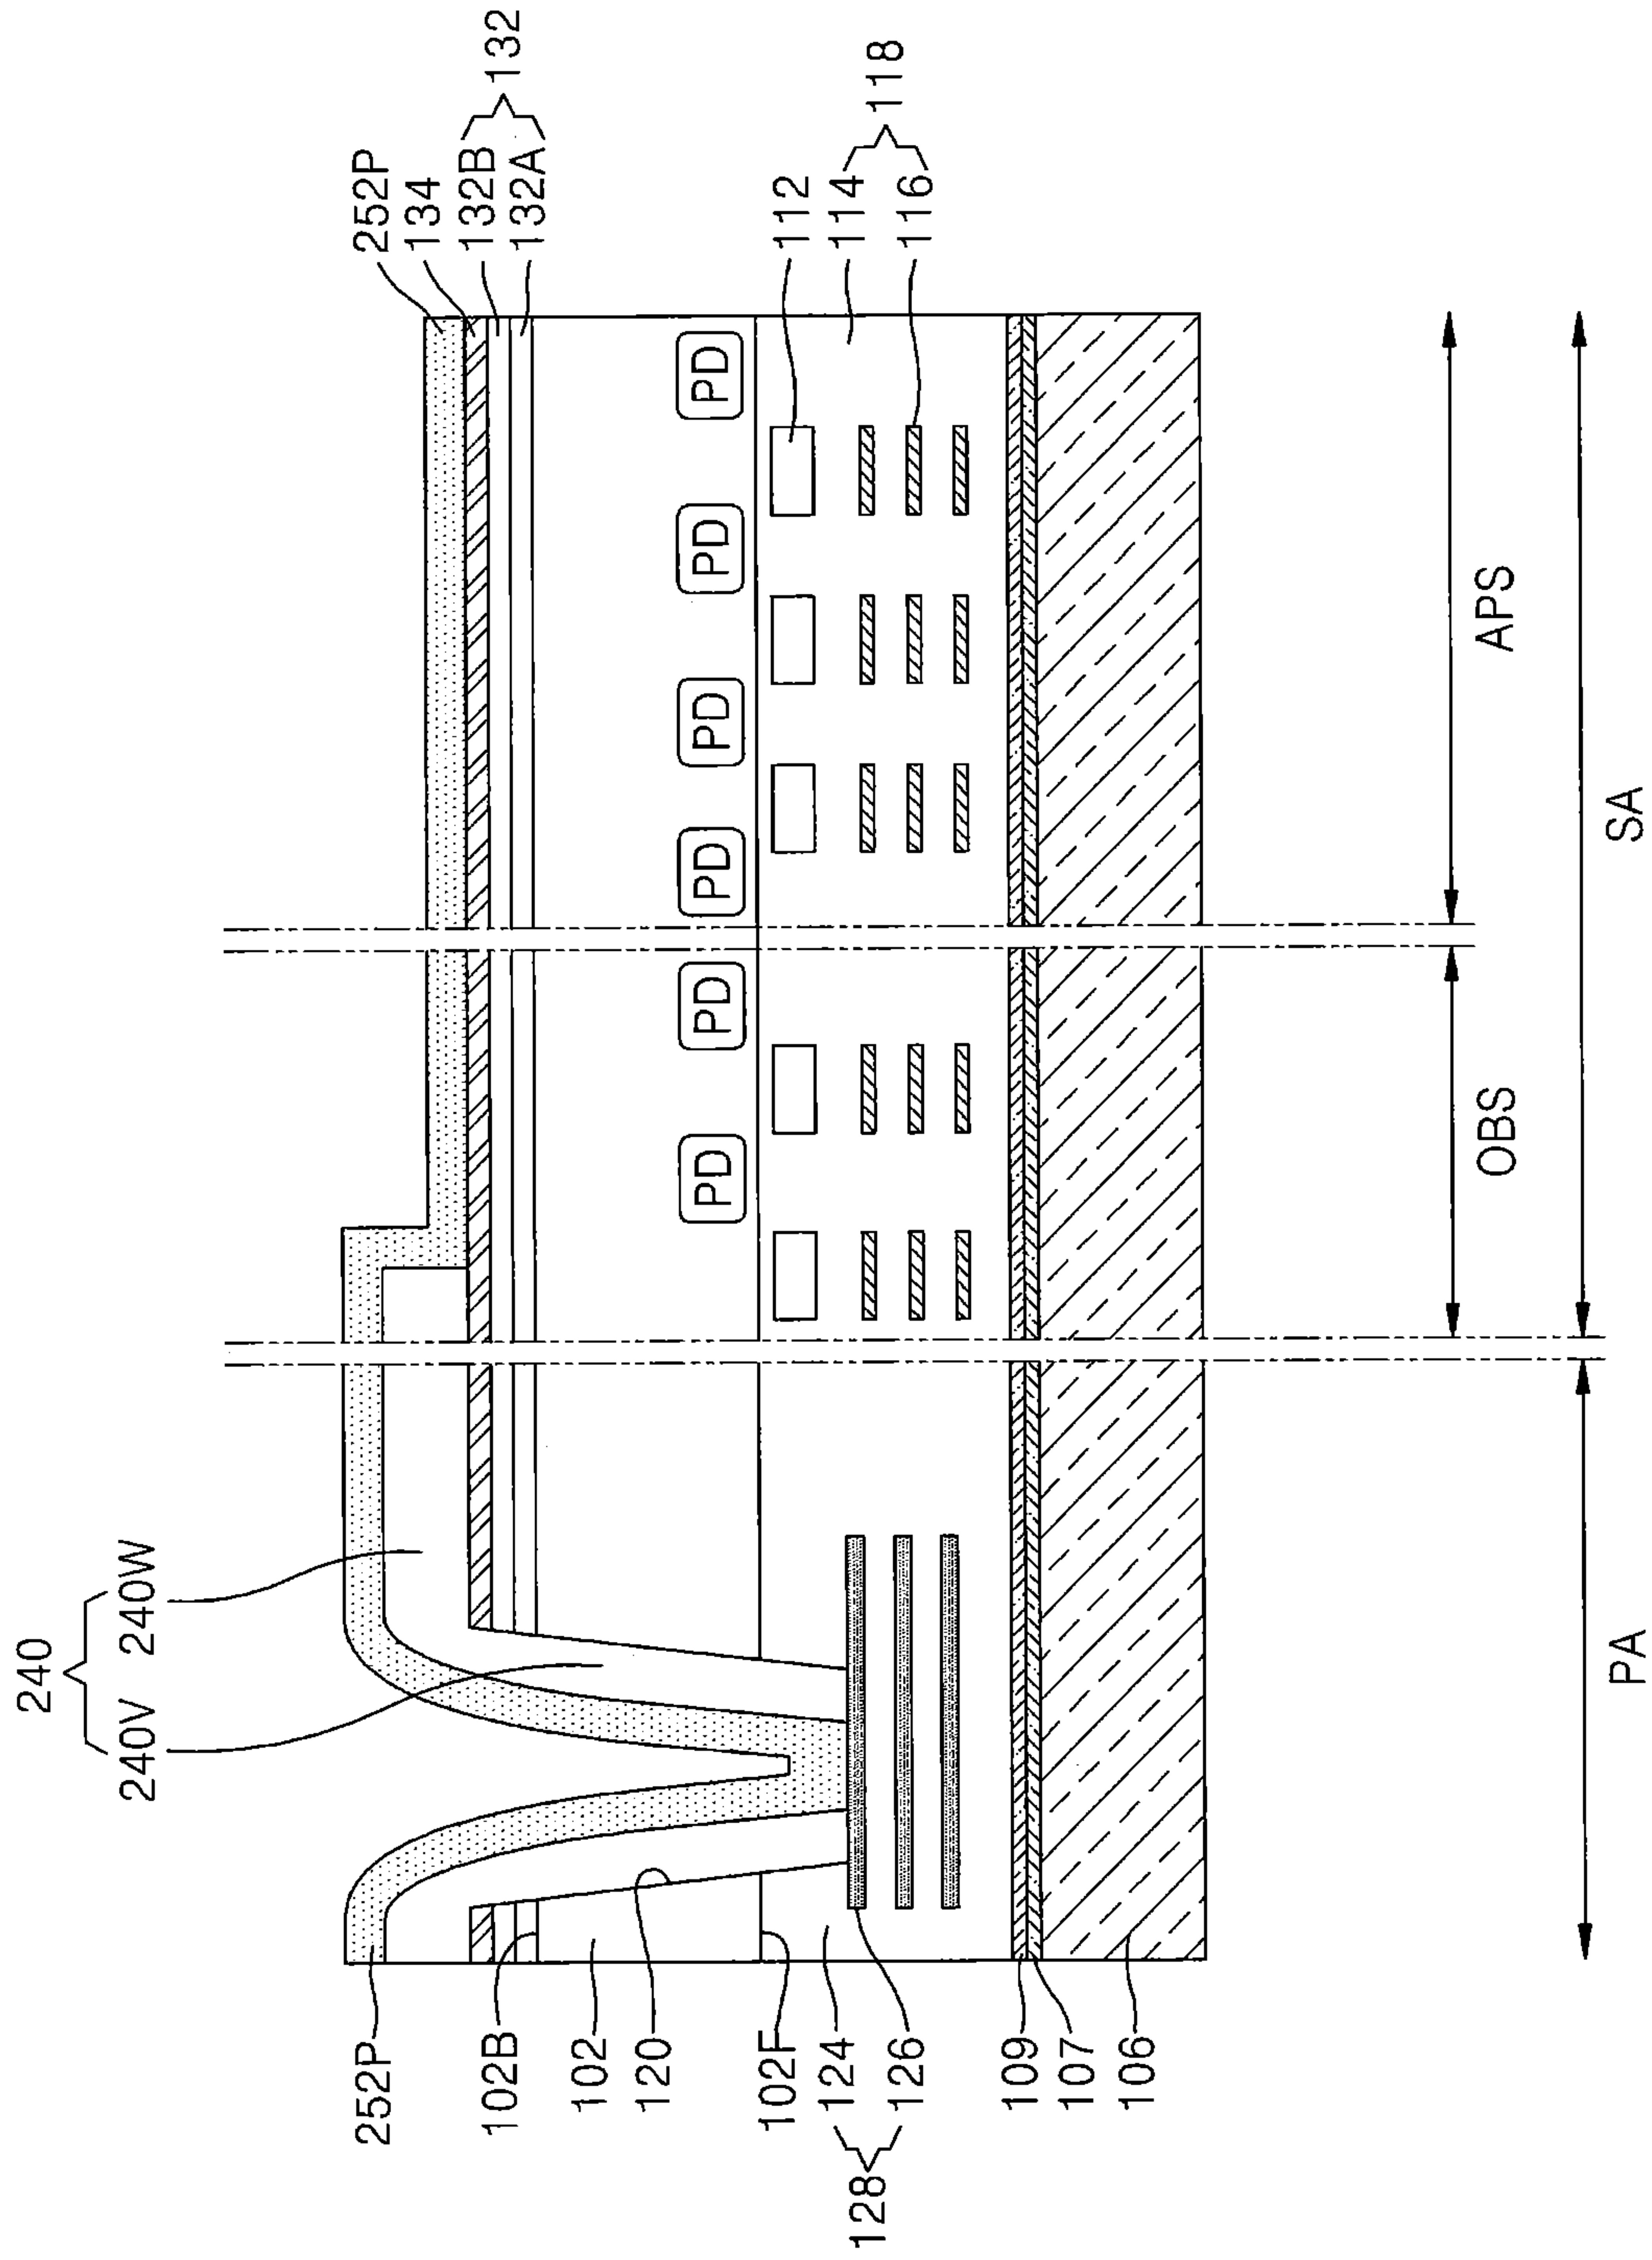 240
240V 240W
252P
134
132B
132A
132
112
114
116
118
PD PD PD PD PD PD
252P
102B
102
120
102F
124
126
128
109
107
106
OBS APS
PA SA